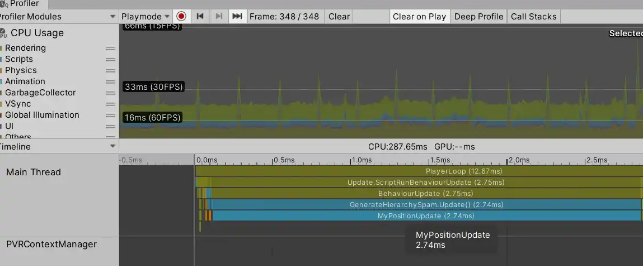 Profiler
Profiler Modules
Playmode
Frame: 348 / 348
Clear
Clear on Play
Deep Profile
Call Stacks
CPU Usage
Rendering
Scripts
Physics
Animation
GarbageCollector
VSync
Global Illumination
UI
Others
66ms (15FPS)
Selected
33ms (30FPS)
16ms (60FPS)
Timeline
CPU:287.65ms GPU:--ms
-0.5ms
0.0ms
0.5ms
1.0ms
1.5ms
2.0ms
2.5ms
Main Thread
PlayerLoop (12.67ms)
Update.ScriptRunBehaviourUpdate (2.75ms)
BehaviourUpdate (2.75ms)
GenerateHierarchySpam.Update() (2.74ms)
MyPositionUpdate (2.74ms)
MyPositionUpdate
2.74ms
PVRContextManager